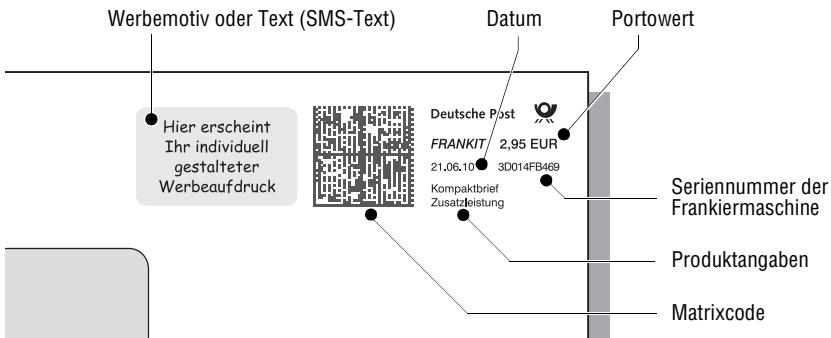 Werbemotiv oder Text (SMS-Text)
Datum
Portowert
Hier erscheint
Ihr individuell
gestalteter
Werbeaufdruck
Deutsche Post
FRANKIT 2,95 EUR
21.06.10 3D014FB469
Kompaktbrief
Zusatzleistung
Seriennummer der
Frankiermaschine
Produktangaben
Matrixcode